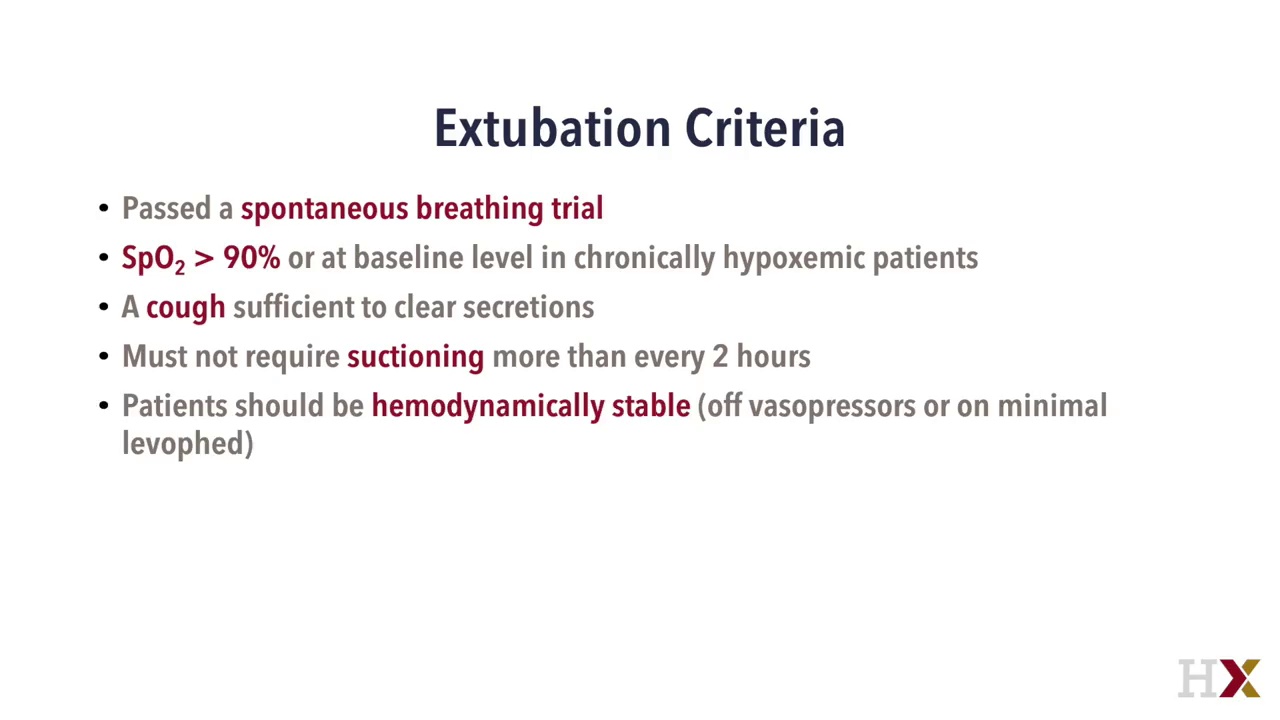 Extubation Criteria
• Passed a spontaneous breathing trial
• SpO₂ > 90% or at baseline level in chronically hypoxemic patients
• A cough sufficient to clear secretions
• Must not require suctioning more than every 2 hours
• Patients should be hemodynamically stable (off vasopressors or on minimal
levophed)
HX